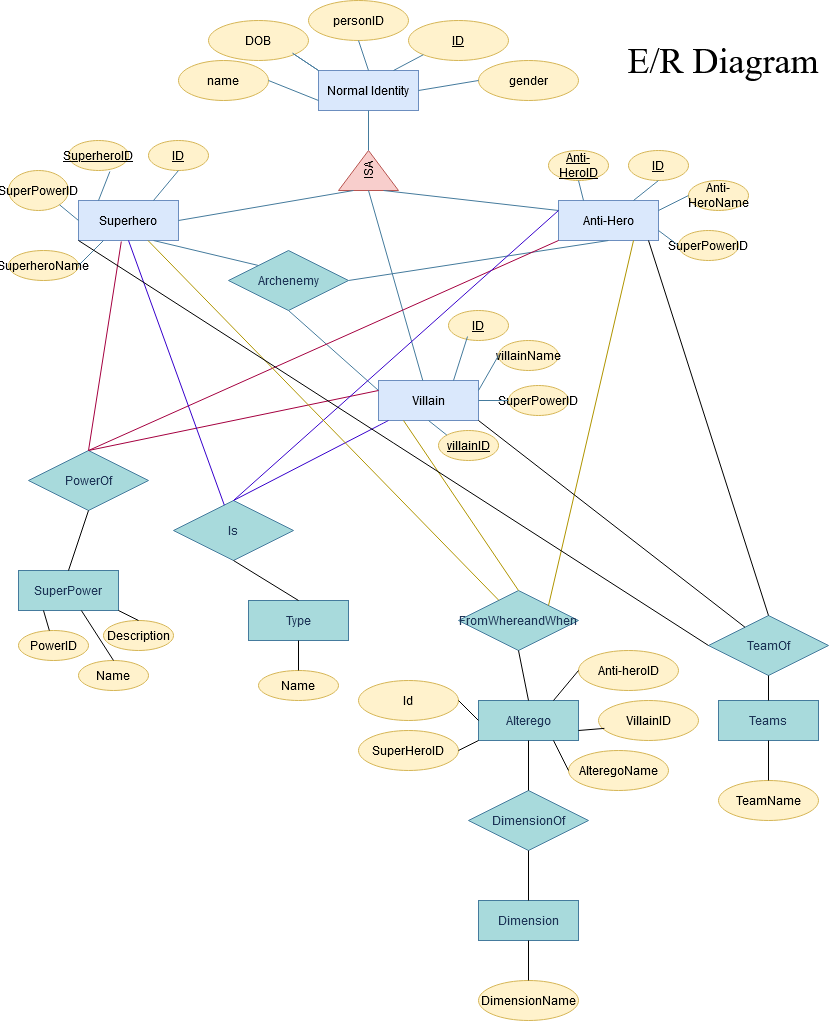 personID
DOB
ID
E/R Diagram
name
Normal Identity
gender
ISA
SuperheroID
ID
Anti-
HeroID
ID
SuperPowerID
Anti-
HeroName
Superhero
Anti-Hero
SuperPowerID
SuperheroName
Archenemy
ID
villainName
Villain
SuperPowerID
villainID
PowerOf
Is
SuperPower
Type
FromWhereandWhen
PowerID
Description
Name
Name
TeamOf
Anti-heroID
Id
Alterego
VillainID
Teams
SuperHeroID
AlteregoName
TeamName
DimensionOf
Dimension
DimensionName